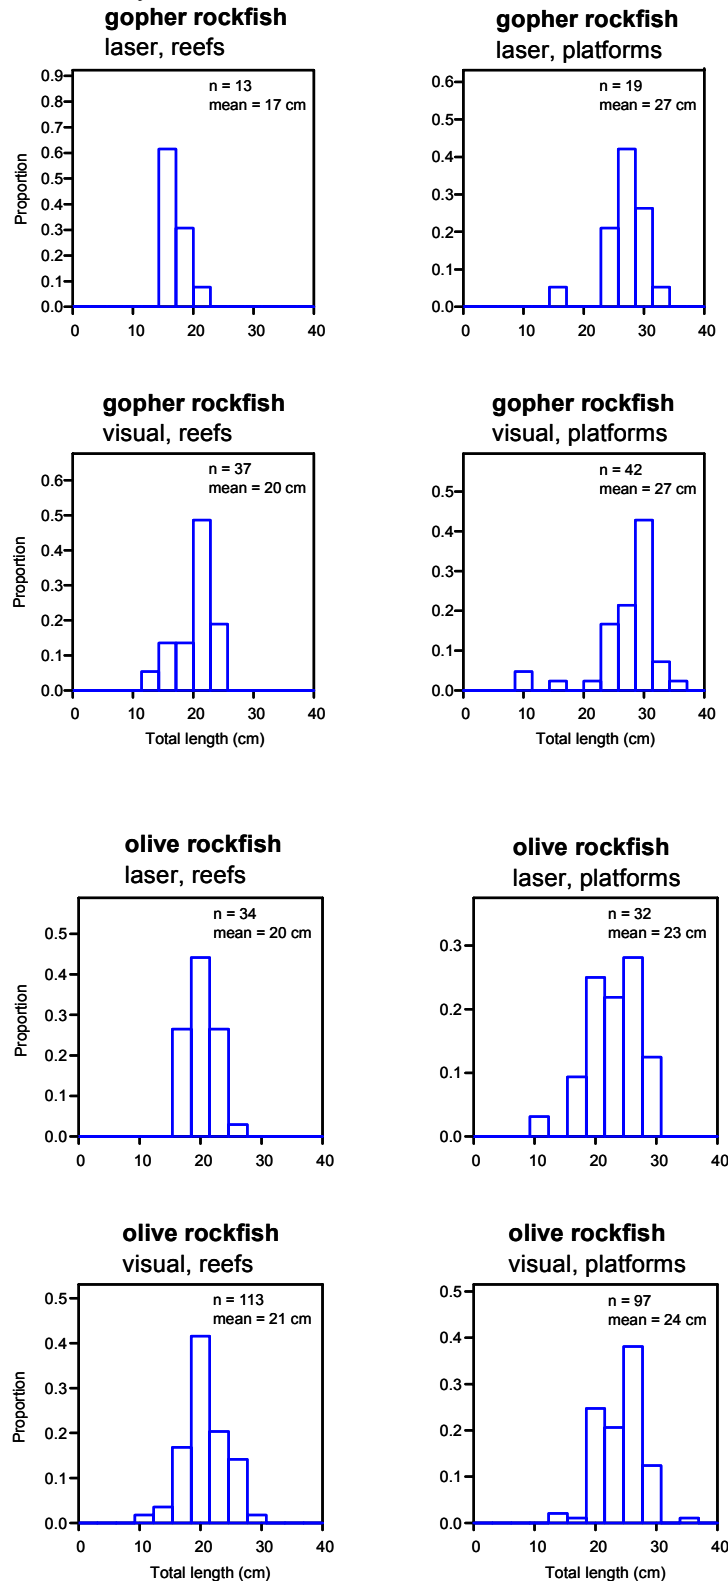 gopher rockfish
laser, reefs
n = 13
mean = 17 cm
0.9
0.8
0.7
0.6
0.5
0.4
0.3
0.2
0.1
0.0
Proportion
0 10 20 30 40
gopher rockfish
laser, platforms
n = 19
mean = 27 cm
0.6
0.5
0.4
0.3
0.2
0.1
0.0
0 10 20 30 40
gopher rockfish
visual, reefs
n = 37
mean = 20 cm
0.6
0.5
0.4
0.3
0.2
0.1
0.0
Proportion
0 10 20 30 40
Total length (cm)
gopher rockfish
visual, platforms
n = 42
mean = 27 cm
0.5
0.4
0.3
0.2
0.1
0.0
0 10 20 30 40
Total length (cm)
olive rockfish
laser, reefs
n = 34
mean = 20 cm
0.5
0.4
0.3
0.2
0.1
0.0
Proportion
0 10 20 30 40
olive rockfish
laser, platforms
n = 32
mean = 23 cm
0.3
0.2
0.1
0.0
0 10 20 30 40
olive rockfish
visual, reefs
n = 113
mean = 21 cm
0.5
0.4
0.3
0.2
0.1
0.0
Proportion
0 10 20 30 40
Total length (cm)
olive rockfish
visual, platforms
n = 97
mean = 24 cm
0.5
0.4
0.3
0.2
0.1
0.0
0 10 20 30 40
Total length (cm)